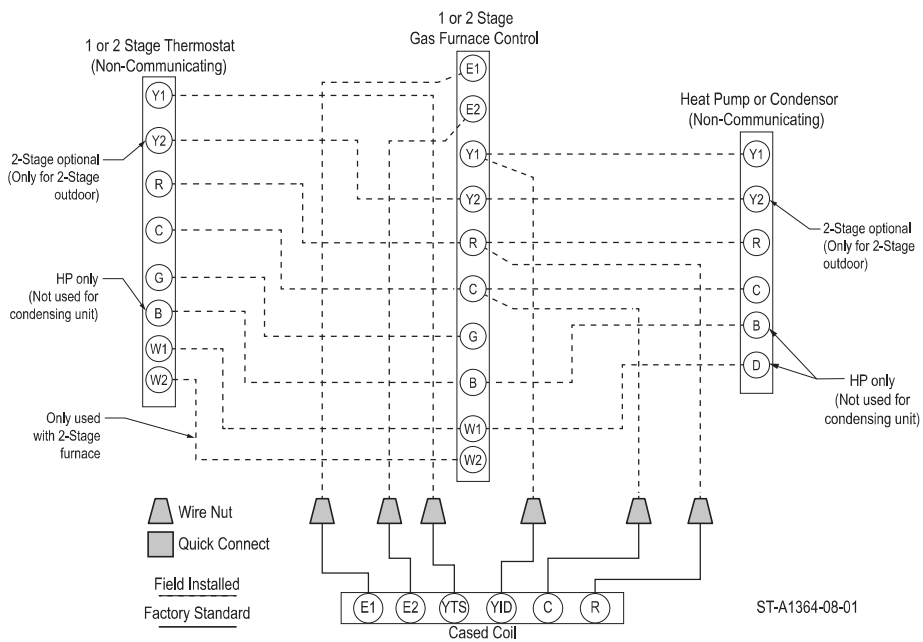 1 or 2 Stage
Gas Furnace Control
1 or 2 Stage Thermostat
(Non-Communicating)
Heat Pump or Condensor
(Non-Communicating)
Y1
Y2
R
C
G
B
W1
W2
2-Stage optional
(Only for 2-Stage
outdoor)
HP only
(Not used for
condensing unit)
Only used
with 2-Stage
furnace
E1
E2
Y1
Y2
R
C
G
B
W1
W2
Y1
Y2
R
C
B
D
2-Stage optional
(Only for 2-Stage
outdoor)
HP only
(Not used for
condensing unit)
Wire Nut
Quick Connect
Field Installed
Factory Standard
E1 E2 YTS YID C R
Cased Coil
ST-A1364-08-01